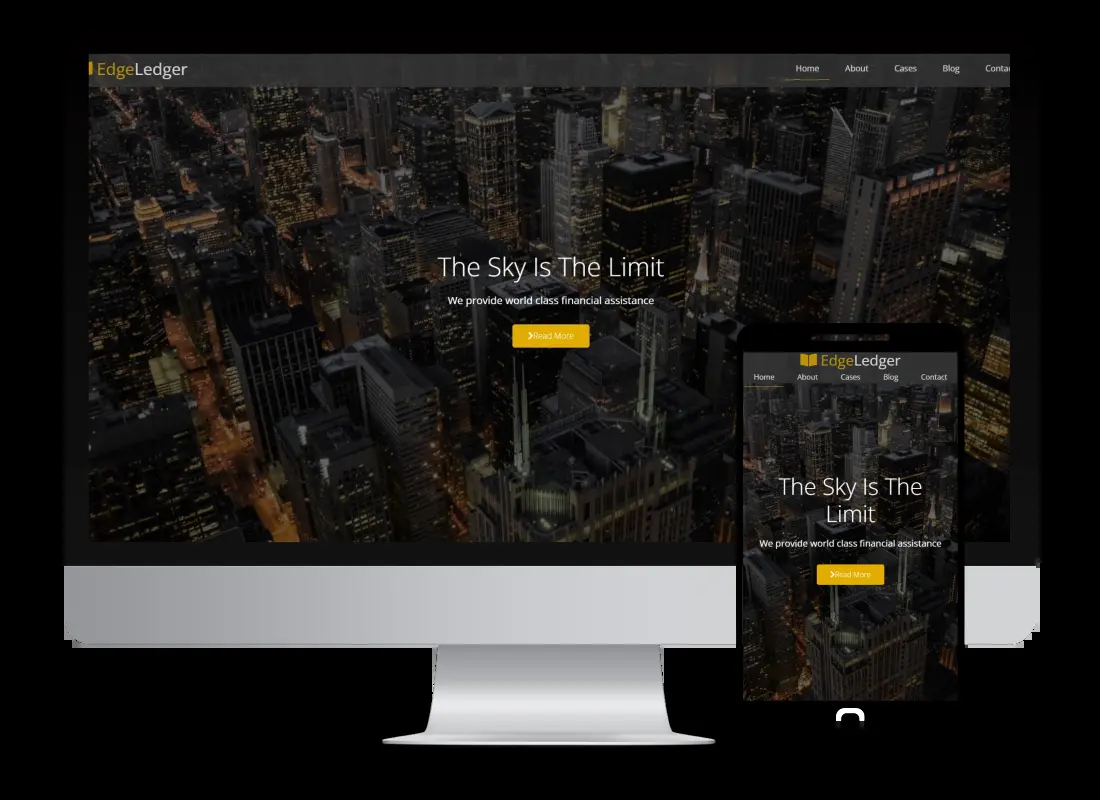 EdgeLedger
Home About Cases Blog Contac
The Sky Is The Limit
We provide world class financial assistance
Read More
EdgeLedger
Home About Cases Blog Contact
The Sky Is The
Limit
We provide world class financial assistance
Read More